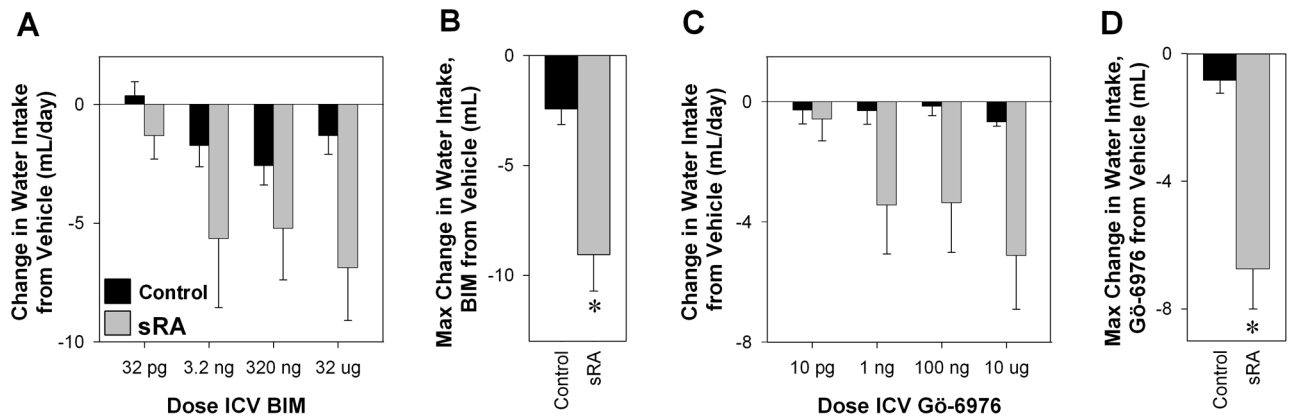 A
Change in Water Intake
from Vehicle (mL/day)
0
-5
-10
Control
sRA
32 pg
3.2 ng
320 ng
32 ug
Dose ICV BIM
B
Max Change in Water Intake,
BIM from Vehicle (mL)
0
-5
-10
*
Control
sRA
C
Change in Water Intake
from Vehicle (mL/day)
0
-4
-8
10 pg
1 ng
100 ng
10 ug
Dose ICV Gö-6976
D
Max Change in Water Intake,
Gö-6976 from Vehicle (mL)
0
-4
-8
*
Control
sRA